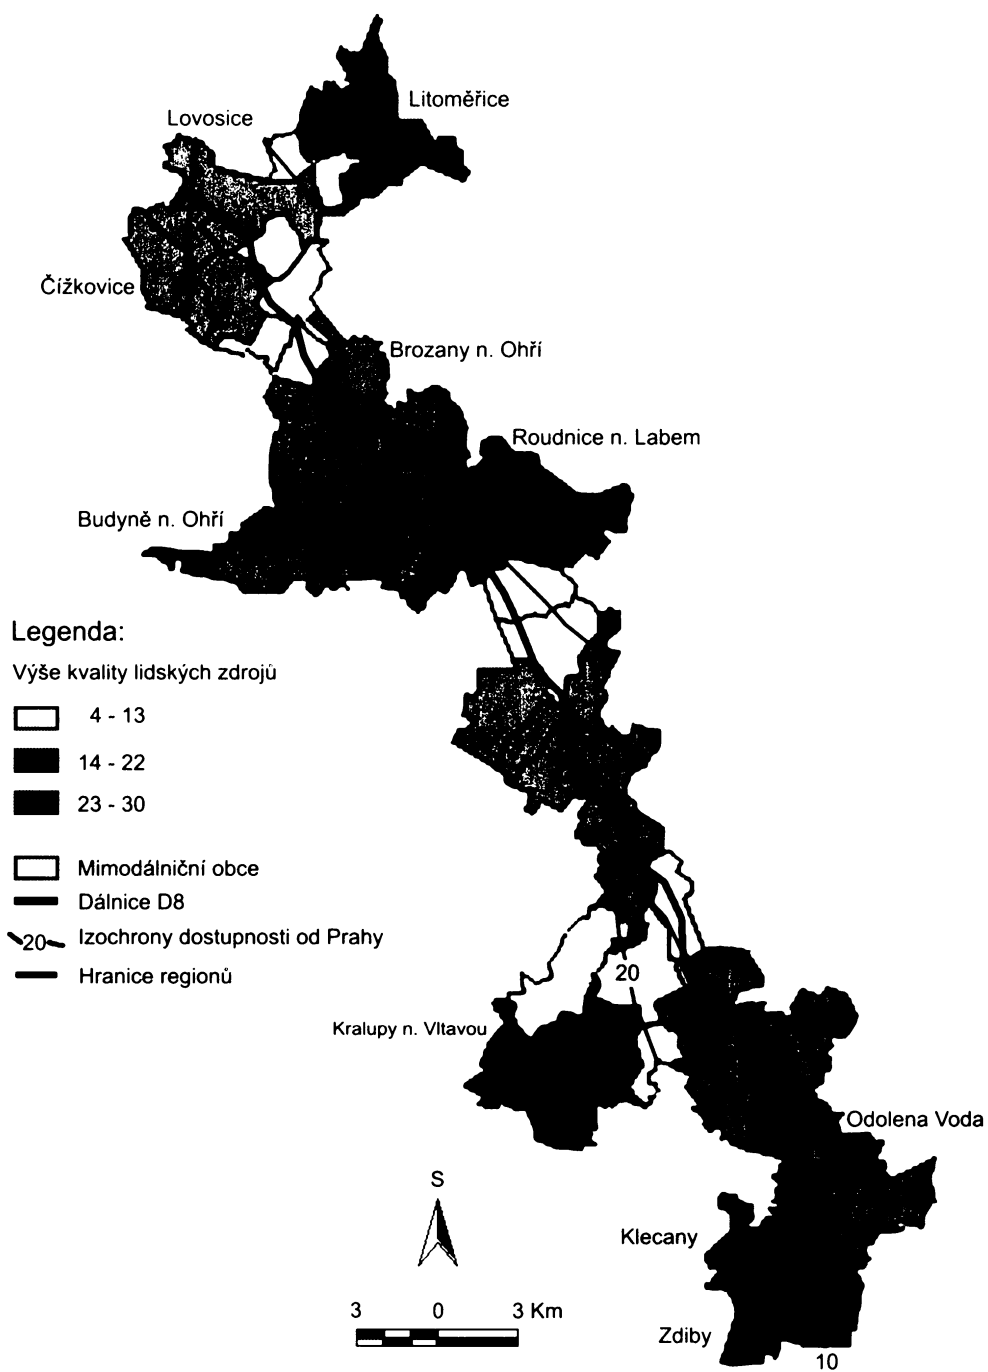 Litoměřice
Lovosice
Čížkovice
Brozany n. Ohří
Roudnice n. Labem
Budyně n. Ohří
Legenda:
Výše kvality lidských zdrojů
4 - 13
14 - 22
23 - 30
Mimodálniční obce
Dálnice D8
20 Izochrony dostupnosti od Prahy
Hranice regionů
20
Kralupy n. Vltavou
Odolena Voda
S
Klecany
3 0 3 Km
Zdiby
10